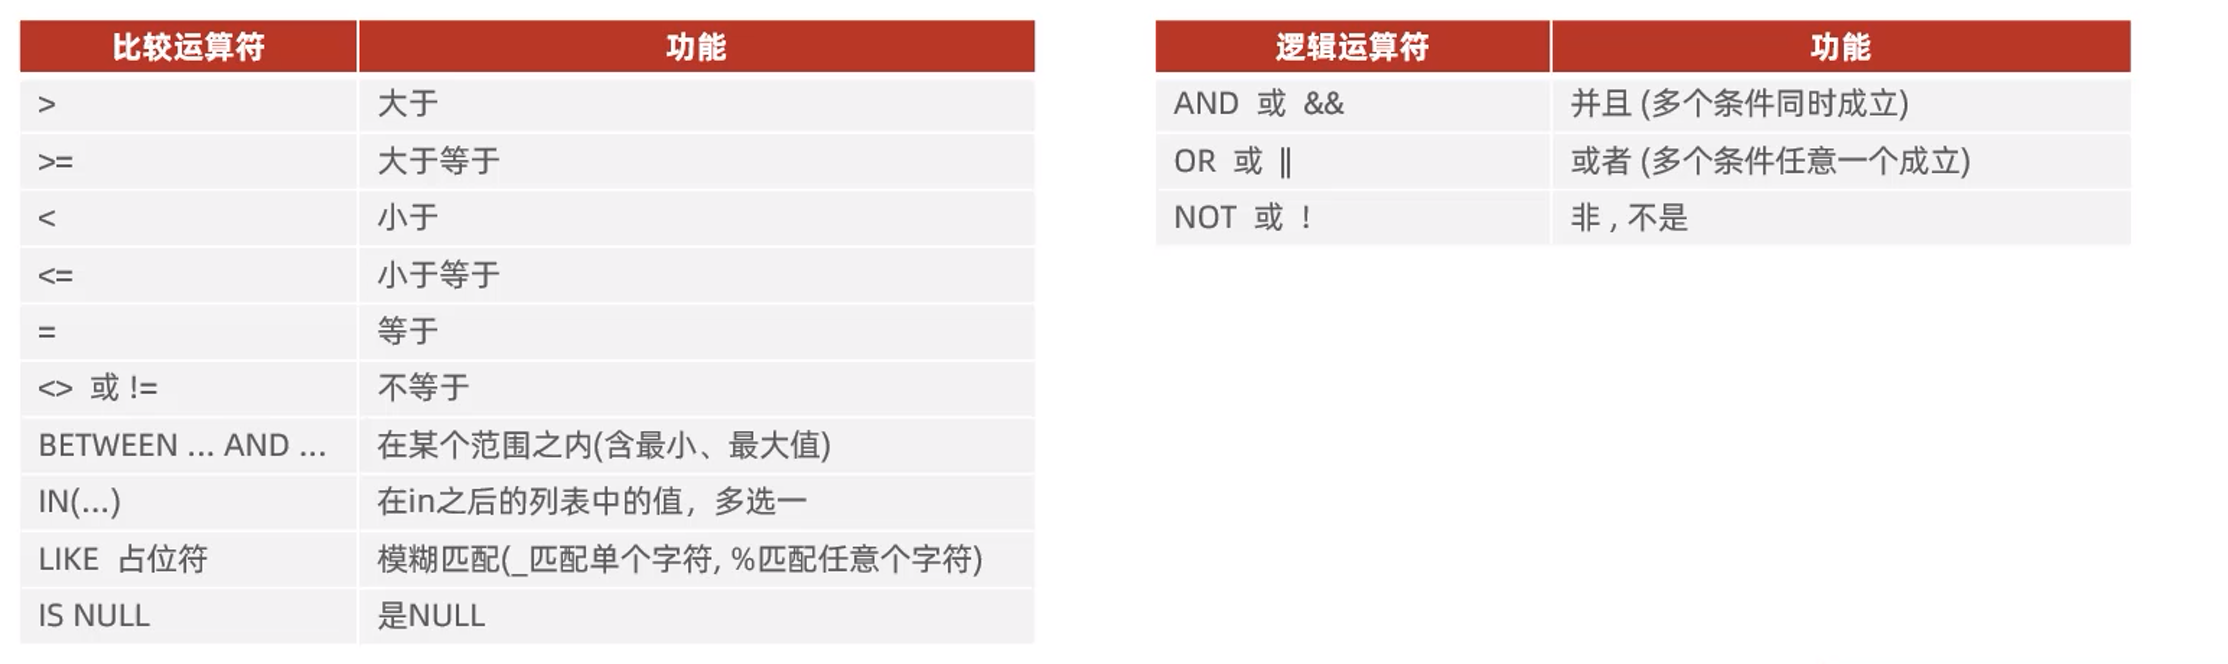 比较运算符 功能
> 大于
>= 大于等于
< 小于
<= 小于等于
= 等于
<> 或 != 不等于
BETWEEN ... AND ... 在某个范围之内(含最小、最大值)
IN(...) 在in之后的列表中的值，多选一
LIKE 占位符 模糊匹配(_匹配单个字符, %匹配任意个字符)
IS NULL 是NULL
逻辑运算符 功能
AND 或 && 并且 (多个条件同时成立)
OR 或 || 或者 (多个条件任意一个成立)
NOT 或 ! 非 , 不是